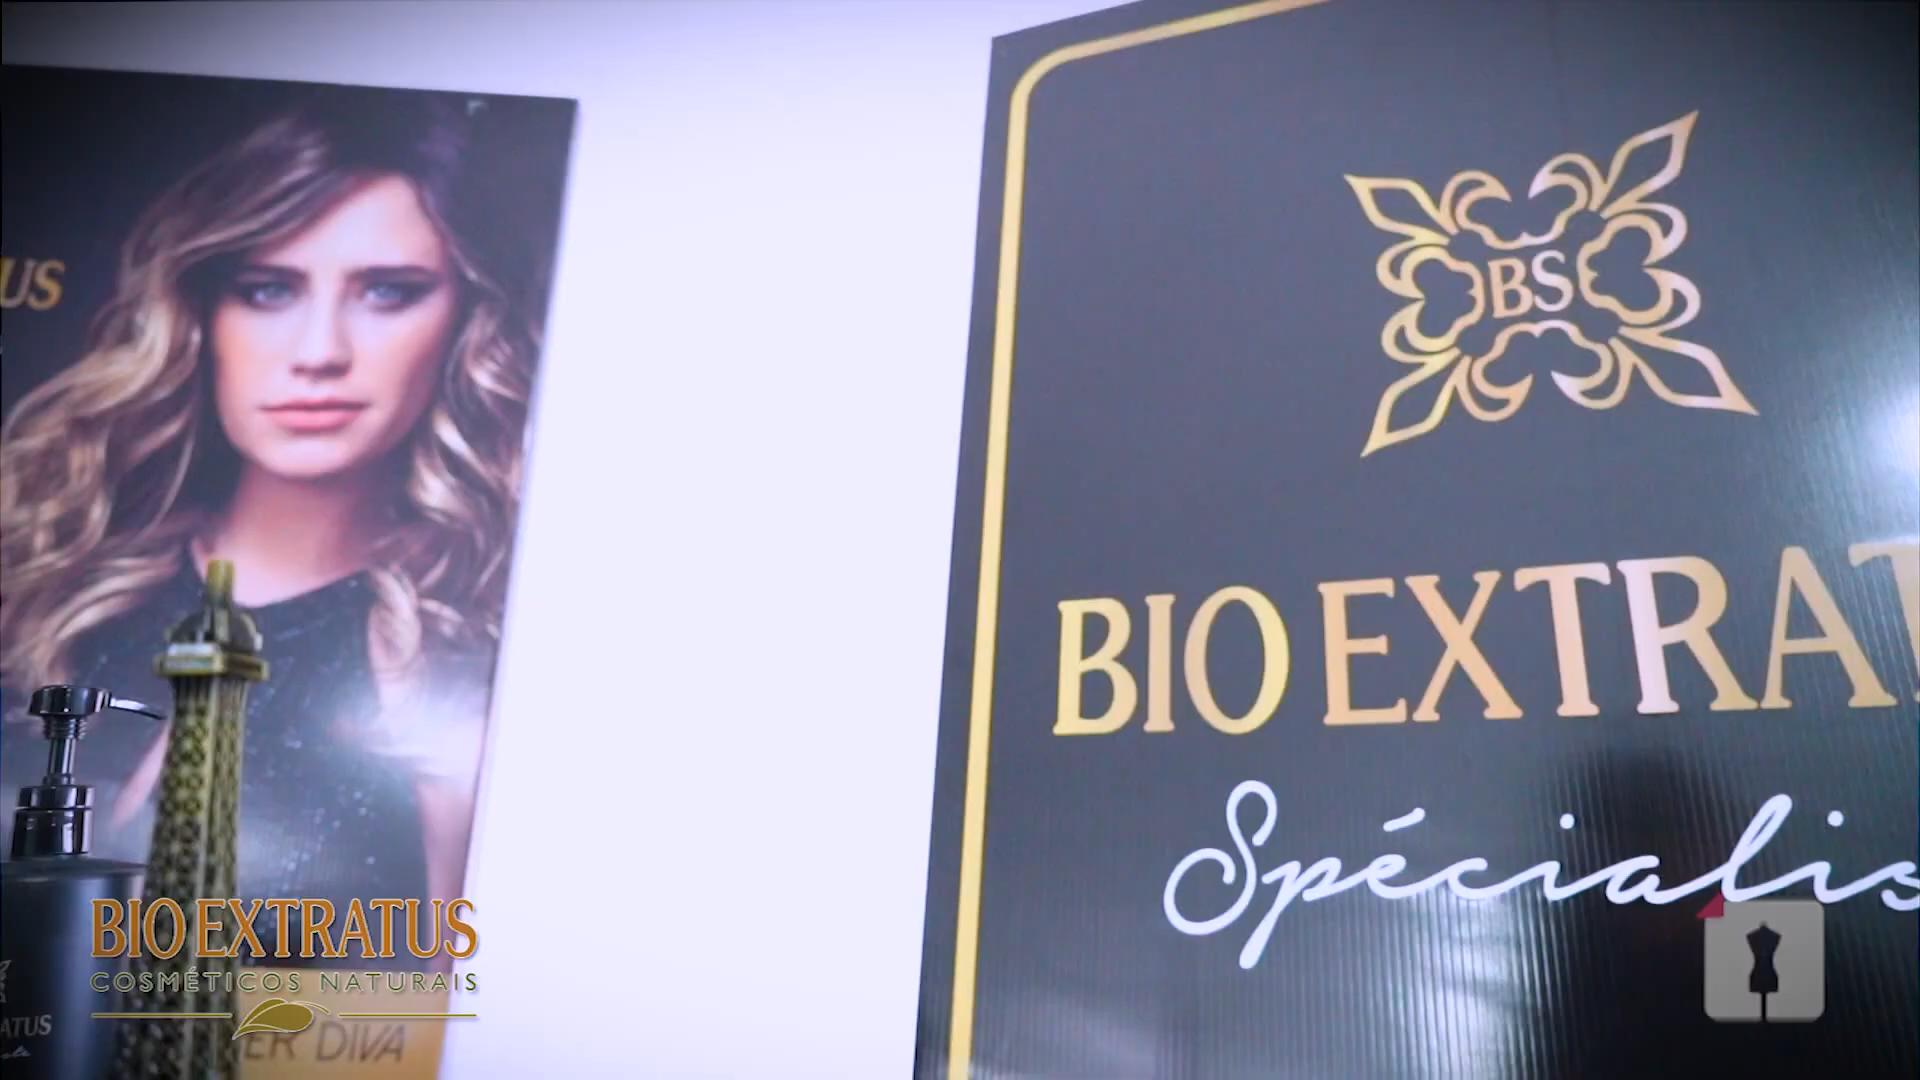 US
BS
BIO EXTRAT
Spécialis
BIO EXTRATUS
COSMÉTICOS NATURAIS
ATUS
ER DIVA